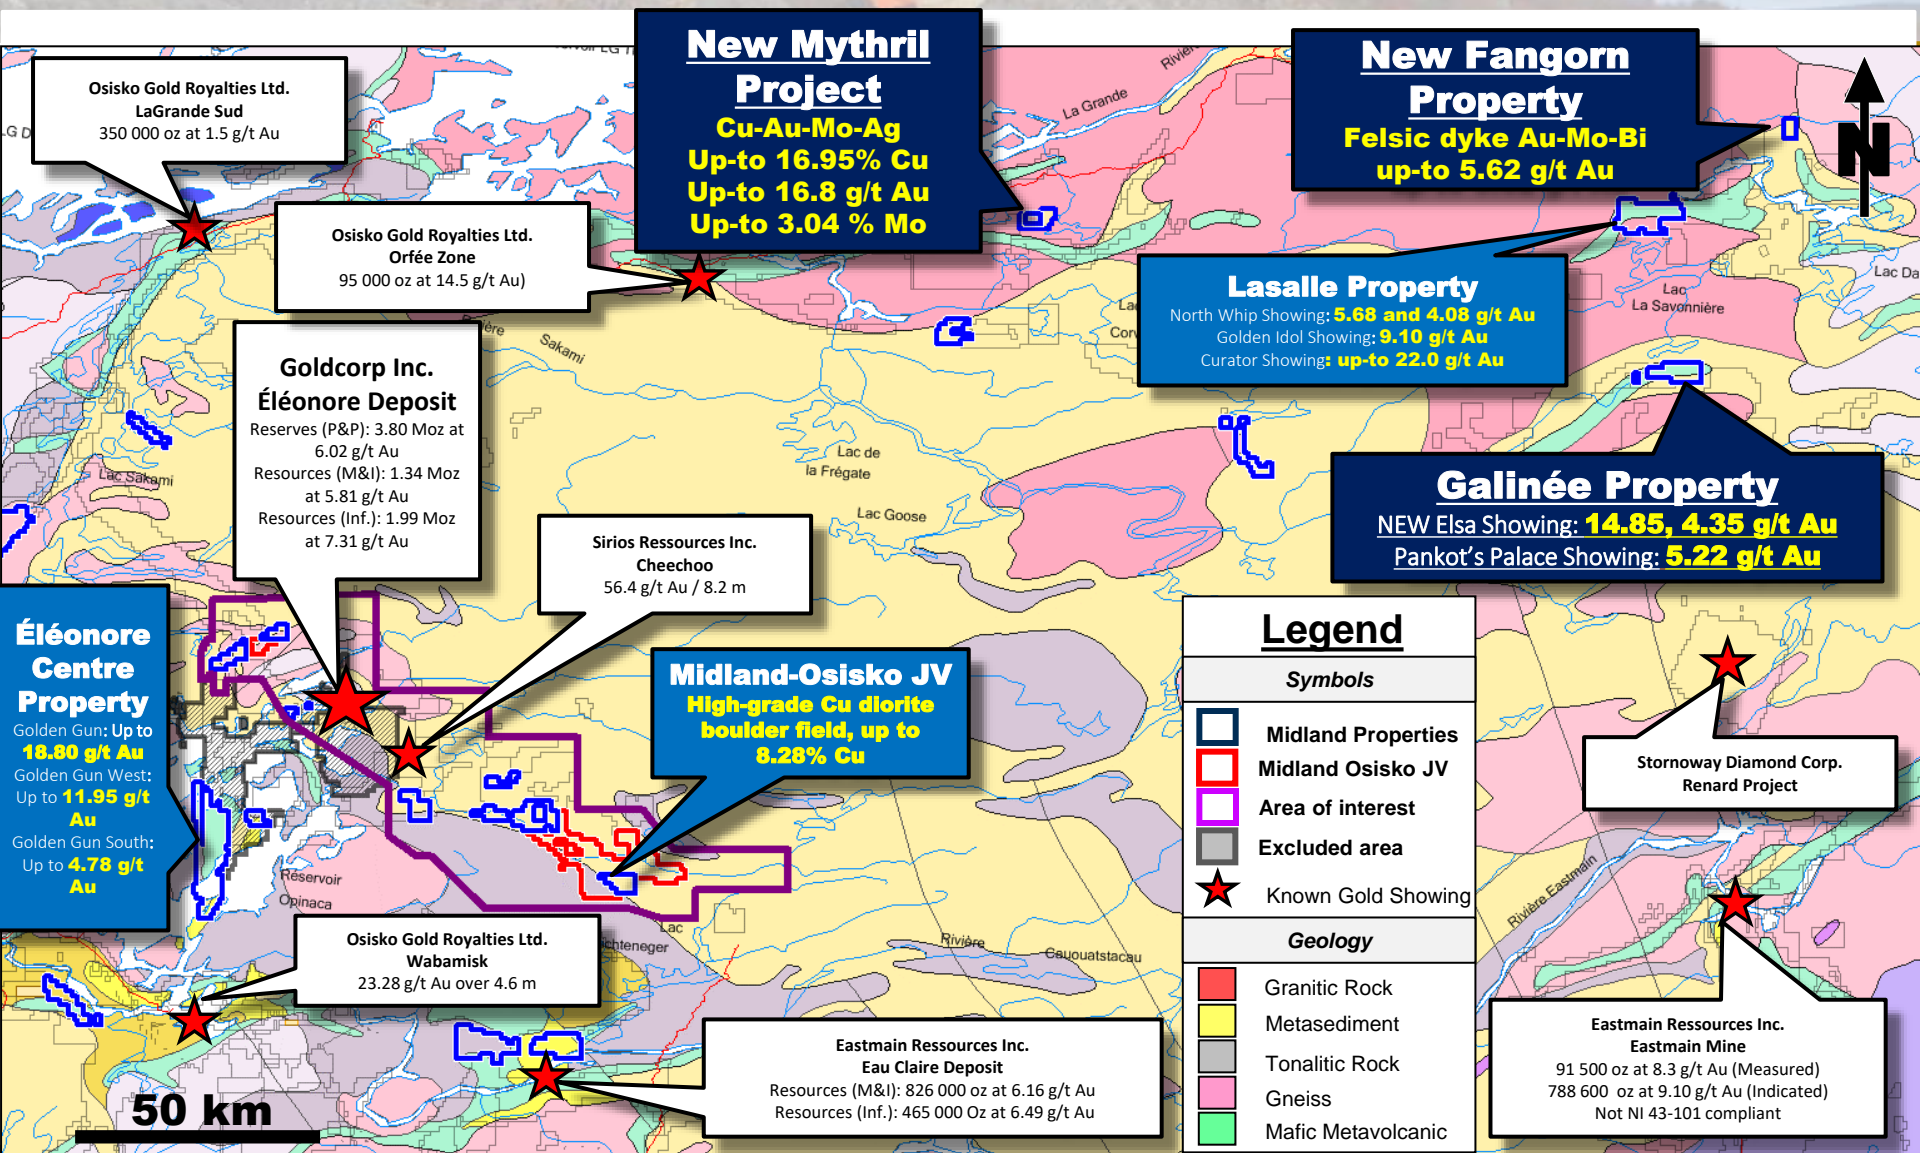 Osisko Gold Royalties Ltd.
LaGrande Sud
350 000 oz at 1.5 g/t Au
New Mythril
Project
Cu-Au-Mo-Ag
Up-to 16.95% Cu
Up-to 16.8 g/t Au
Up-to 3.04 % Mo
New Fangorn
Property
Felsic dyke Au-Mo-Bi
up-to 5.62 g/t Au
N
La Grande
Osisko Gold Royalties Ltd.
Orfée Zone
95 000 oz at 14.5 g/t Au)
Lasalle Property
North Whip Showing: 5.68 and 4.08 g/t Au
Golden Idol Showing: 9.10 g/t Au
Curator Showing: up-to 22.0 g/t Au
Lac
La Savonnière
Lac Da
Sakami
Goldcorp Inc.
Éléonore Deposit
Reserves (P&P): 3.80 Moz at
6.02 g/t Au
Resources (M&I): 1.34 Moz
at 5.81 g/t Au
Resources (Inf.): 1.99 Moz
at 7.31 g/t Au
Lac Sakami
Lac de
la Frégate
Lac Goose
Galinée Property
NEW Elsa Showing: 14.85, 4.35 g/t Au
Pankot's Palace Showing: 5.22 g/t Au
Sirios Ressources Inc.
Cheechoo
56.4 g/t Au / 8.2 m
Éléonore
Centre
Property
Golden Gun: Up to
18.80 g/t Au
Golden Gun West:
Up to 11.95 g/t
Au
Golden Gun South:
Up to 4.78 g/t
Au
Midland-Osisko JV
High-grade Cu diorite
boulder field, up to
8.28% Cu
Legend
Symbols
Midland Properties
Midland Osisko JV
Area of interest
Excluded area
Known Gold Showing
Geology
Granitic Rock
Metasediment
Tonalitic Rock
Gneiss
Mafic Metavolcanic
Stornoway Diamond Corp.
Renard Project
Rivière Eastmain
Réservoir
Opinaca
Lac
Rivière
Cauouatstacau
Osisko Gold Royalties Ltd.
Wabamisk
23.28 g/t Au over 4.6 m
Eastmain Ressources Inc.
Eau Claire Deposit
Resources (M&I): 826 000 oz at 6.16 g/t Au
Resources (Inf.): 465 000 Oz at 6.49 g/t Au
Eastmain Ressources Inc.
Eastmain Mine
91 500 oz at 8.3 g/t Au (Measured)
788 600 oz at 9.10 g/t Au (Indicated)
Not NI 43-101 compliant
50 km